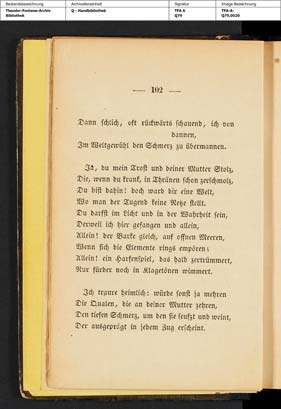 Bestandsbezeichnung
Theodor-Fontane-Archiv
Bibliothek
Archivalieneinheit
Q - Handbibliothek
Signatur
TFA A
Q79
Image-Bezeichnung
TFA-A-
Q79,0020
— 102 —
Dann schlich, oft rückwärts schauend, ich von
dannen,
Im Weltgewühl den Schmerz zu übermannen.
Ja, du mein Trost und deiner Mutter Stolz,
Die, wenn du krank, in Thränen schon zerschmolz,
Du bist dahin! doch ward dir eine Welt,
Wo man der Tugend keine Netze stellt.
Du darfst im Licht und in der Wahrheit sein,
Derweil ich hier gefangen und allein,
Allein! der Barke gleich, auf offnen Meeren,
Wenn sich die Elemente rings empören;
Allein! ein Harfenspiel, das halb zertrümmert,
Nur fürder noch in Klagetönen wimmert.
Ich traure heimlich: würde sonst ja mehren
Die Qualen, die an deiner Mutter zehren,
Den tiefen Schmerz, um den sie seufzt und weint,
Der ausgeprägt in jedem Zug erscheint.